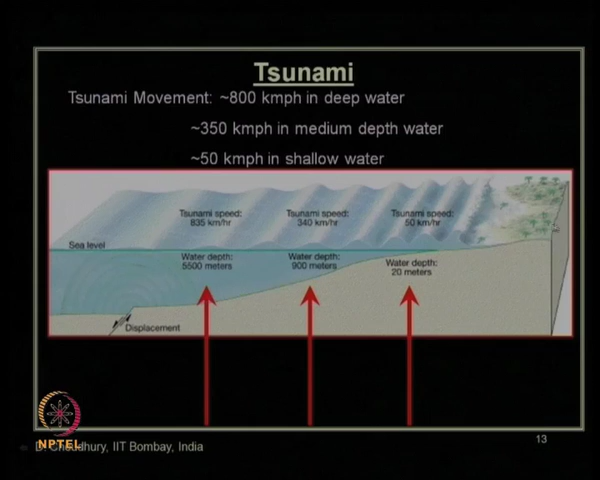 Tsunami
Tsunami Movement: ~800 kmph in deep water
~350 kmph in medium depth water
~50 kmph in shallow water
Tsunami speed:
835 km/hr
Tsunami speed:
340 km/hr
Tsunami speed:
50 km/hr
Sea level
Water depth:
5500 meters
Water depth:
900 meters
Water depth:
20 meters
Displacement
NPTEL
D. Choudhury, IIT Bombay, India
13